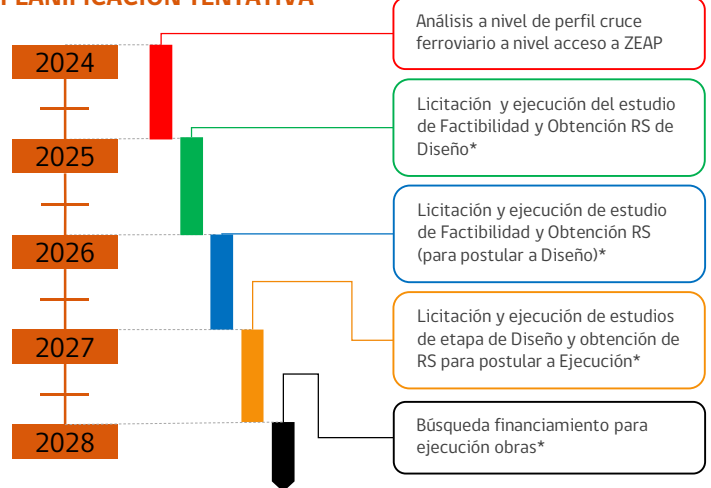 PLANIFICACIÓN TENTATIVA
2024
2025
2026
2027
2028
Análisis a nivel de perfil cruce
ferroviario a nivel acceso a ZEAP
Licitación y ejecución del estudio
de Factibilidad y Obtención RS de
Diseño*
Licitación y ejecución de estudio
de Factibilidad y Obtención RS
(para postular a Diseño)*
Licitación y ejecución de estudios
de etapa de Diseño y obtención de
RS para postular a Ejecución*
Búsqueda financiamiento para
ejecución obras*